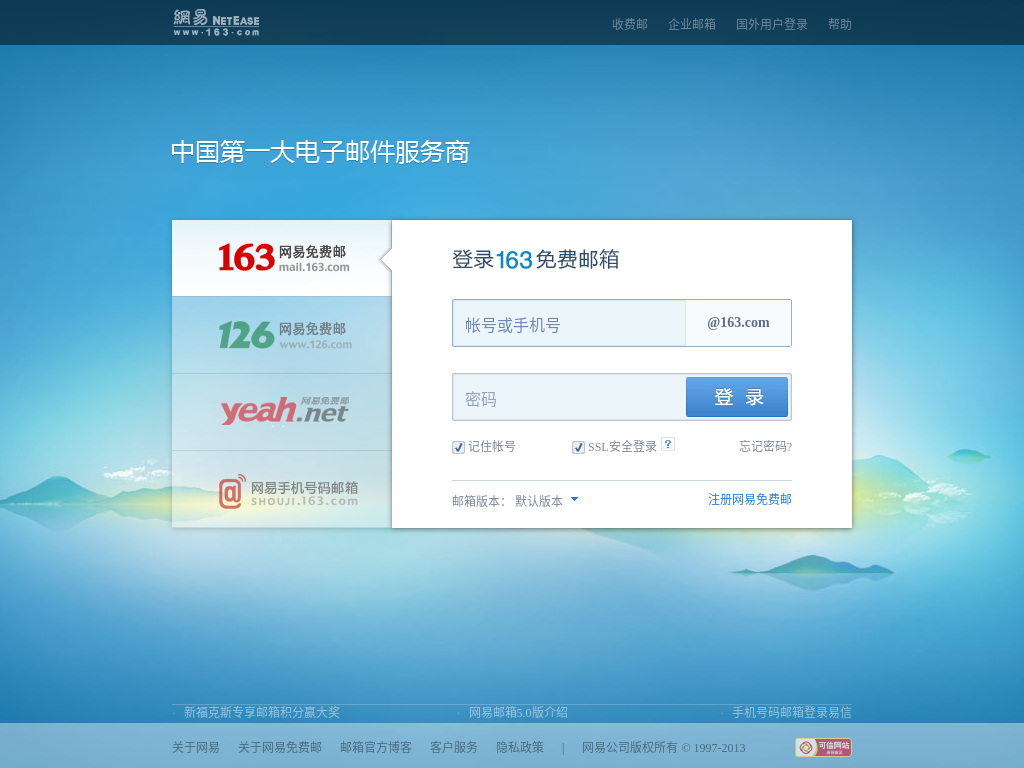 網易 NETEASE
www.163.com
收费邮 企业邮箱 国外用户登录 帮助
中国第一大电子邮件服务商
163 网易免费邮
mail.163.com
126 网易免费邮
www.126.com
yeah.net 网易免费邮
网易手机号码邮箱
SHOUJI.163.com
登录163免费邮箱
帐号或手机号 @163.com
密码 登 录
记住帐号 SSL安全登录 ? 忘记密码?
邮箱版本: 默认版本 注册网易免费邮
· 新福克斯专享邮箱积分赢大奖 · 网易邮箱5.0版介绍 · 手机号码邮箱登录易信
关于网易 关于网易免费邮 邮箱官方博客 客户服务 隐私政策 | 网易公司版权所有 © 1997-2013
可信网站